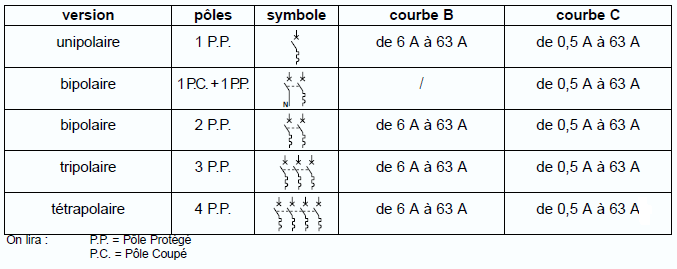 version pôles symbole courbe B courbe C
unipolaire 1 P.P. de 6 A à 63 A de 0,5 A à 63 A
bipolaire 1 P.C. + 1 P.P. N / de 0,5 A à 63 A
bipolaire 2 P.P. de 6 A à 63 A de 0,5 A à 63 A
tripolaire 3 P.P. de 6 A à 63 A de 0,5 A à 63 A
tétrapolaire 4 P.P. de 6 A à 63 A de 0,5 A à 63 A
On lira : P.P. = Pôle Protégé
P.C. = Pôle Coupé